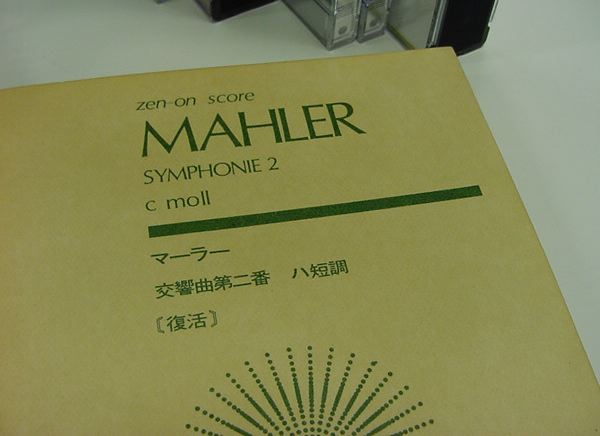 zen-on score
MAHLER
SYMPHONIE 2
c moll
マーラー
交響曲第二番　ハ短調
〖復活〗